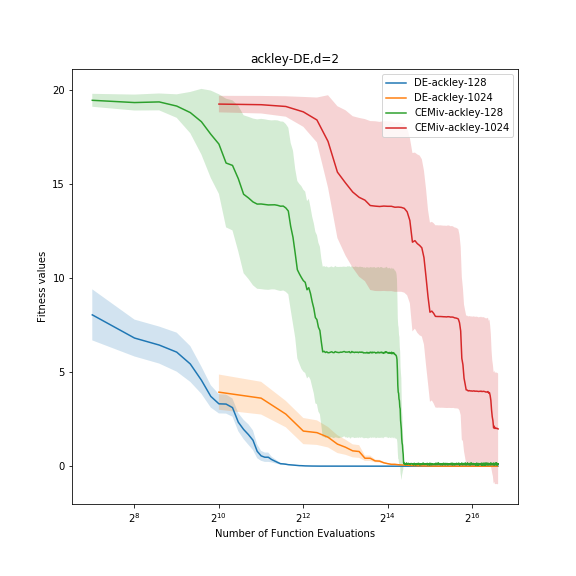 ackley-DE,d=2
DE-ackley-128
DE-ackley-1024
CEMiv-ackley-128
CEMiv-ackley-1024
Fitness values
20
15
10
5
0
2^8 2^10 2^12 2^14 2^16
Number of Function Evaluations